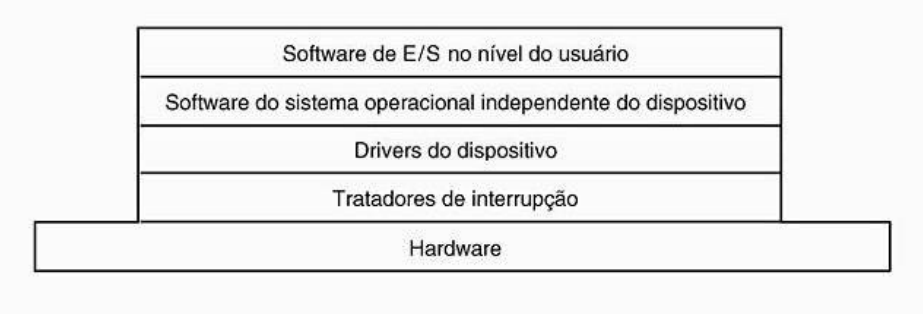 Software de E/S no nível do usuário
Software do sistema operacional independente do dispositivo
Drivers do dispositivo
Tratadores de interrupção
Hardware